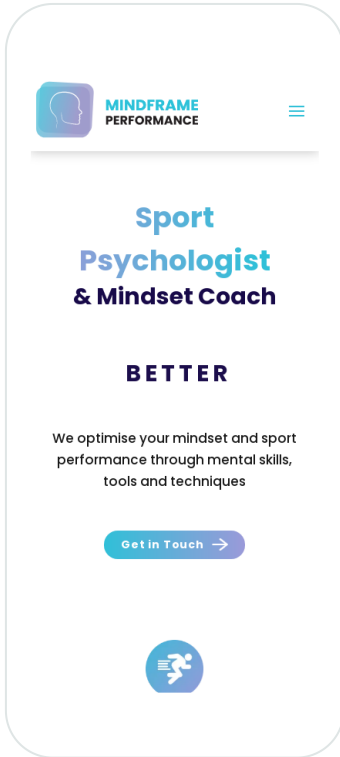 MINDFRAME
PERFORMANCE
Sport
Psychologist
& Mindset Coach
BETTER
We optimise your mindset and sport
performance through mental skills,
tools and techniques
Get in Touch